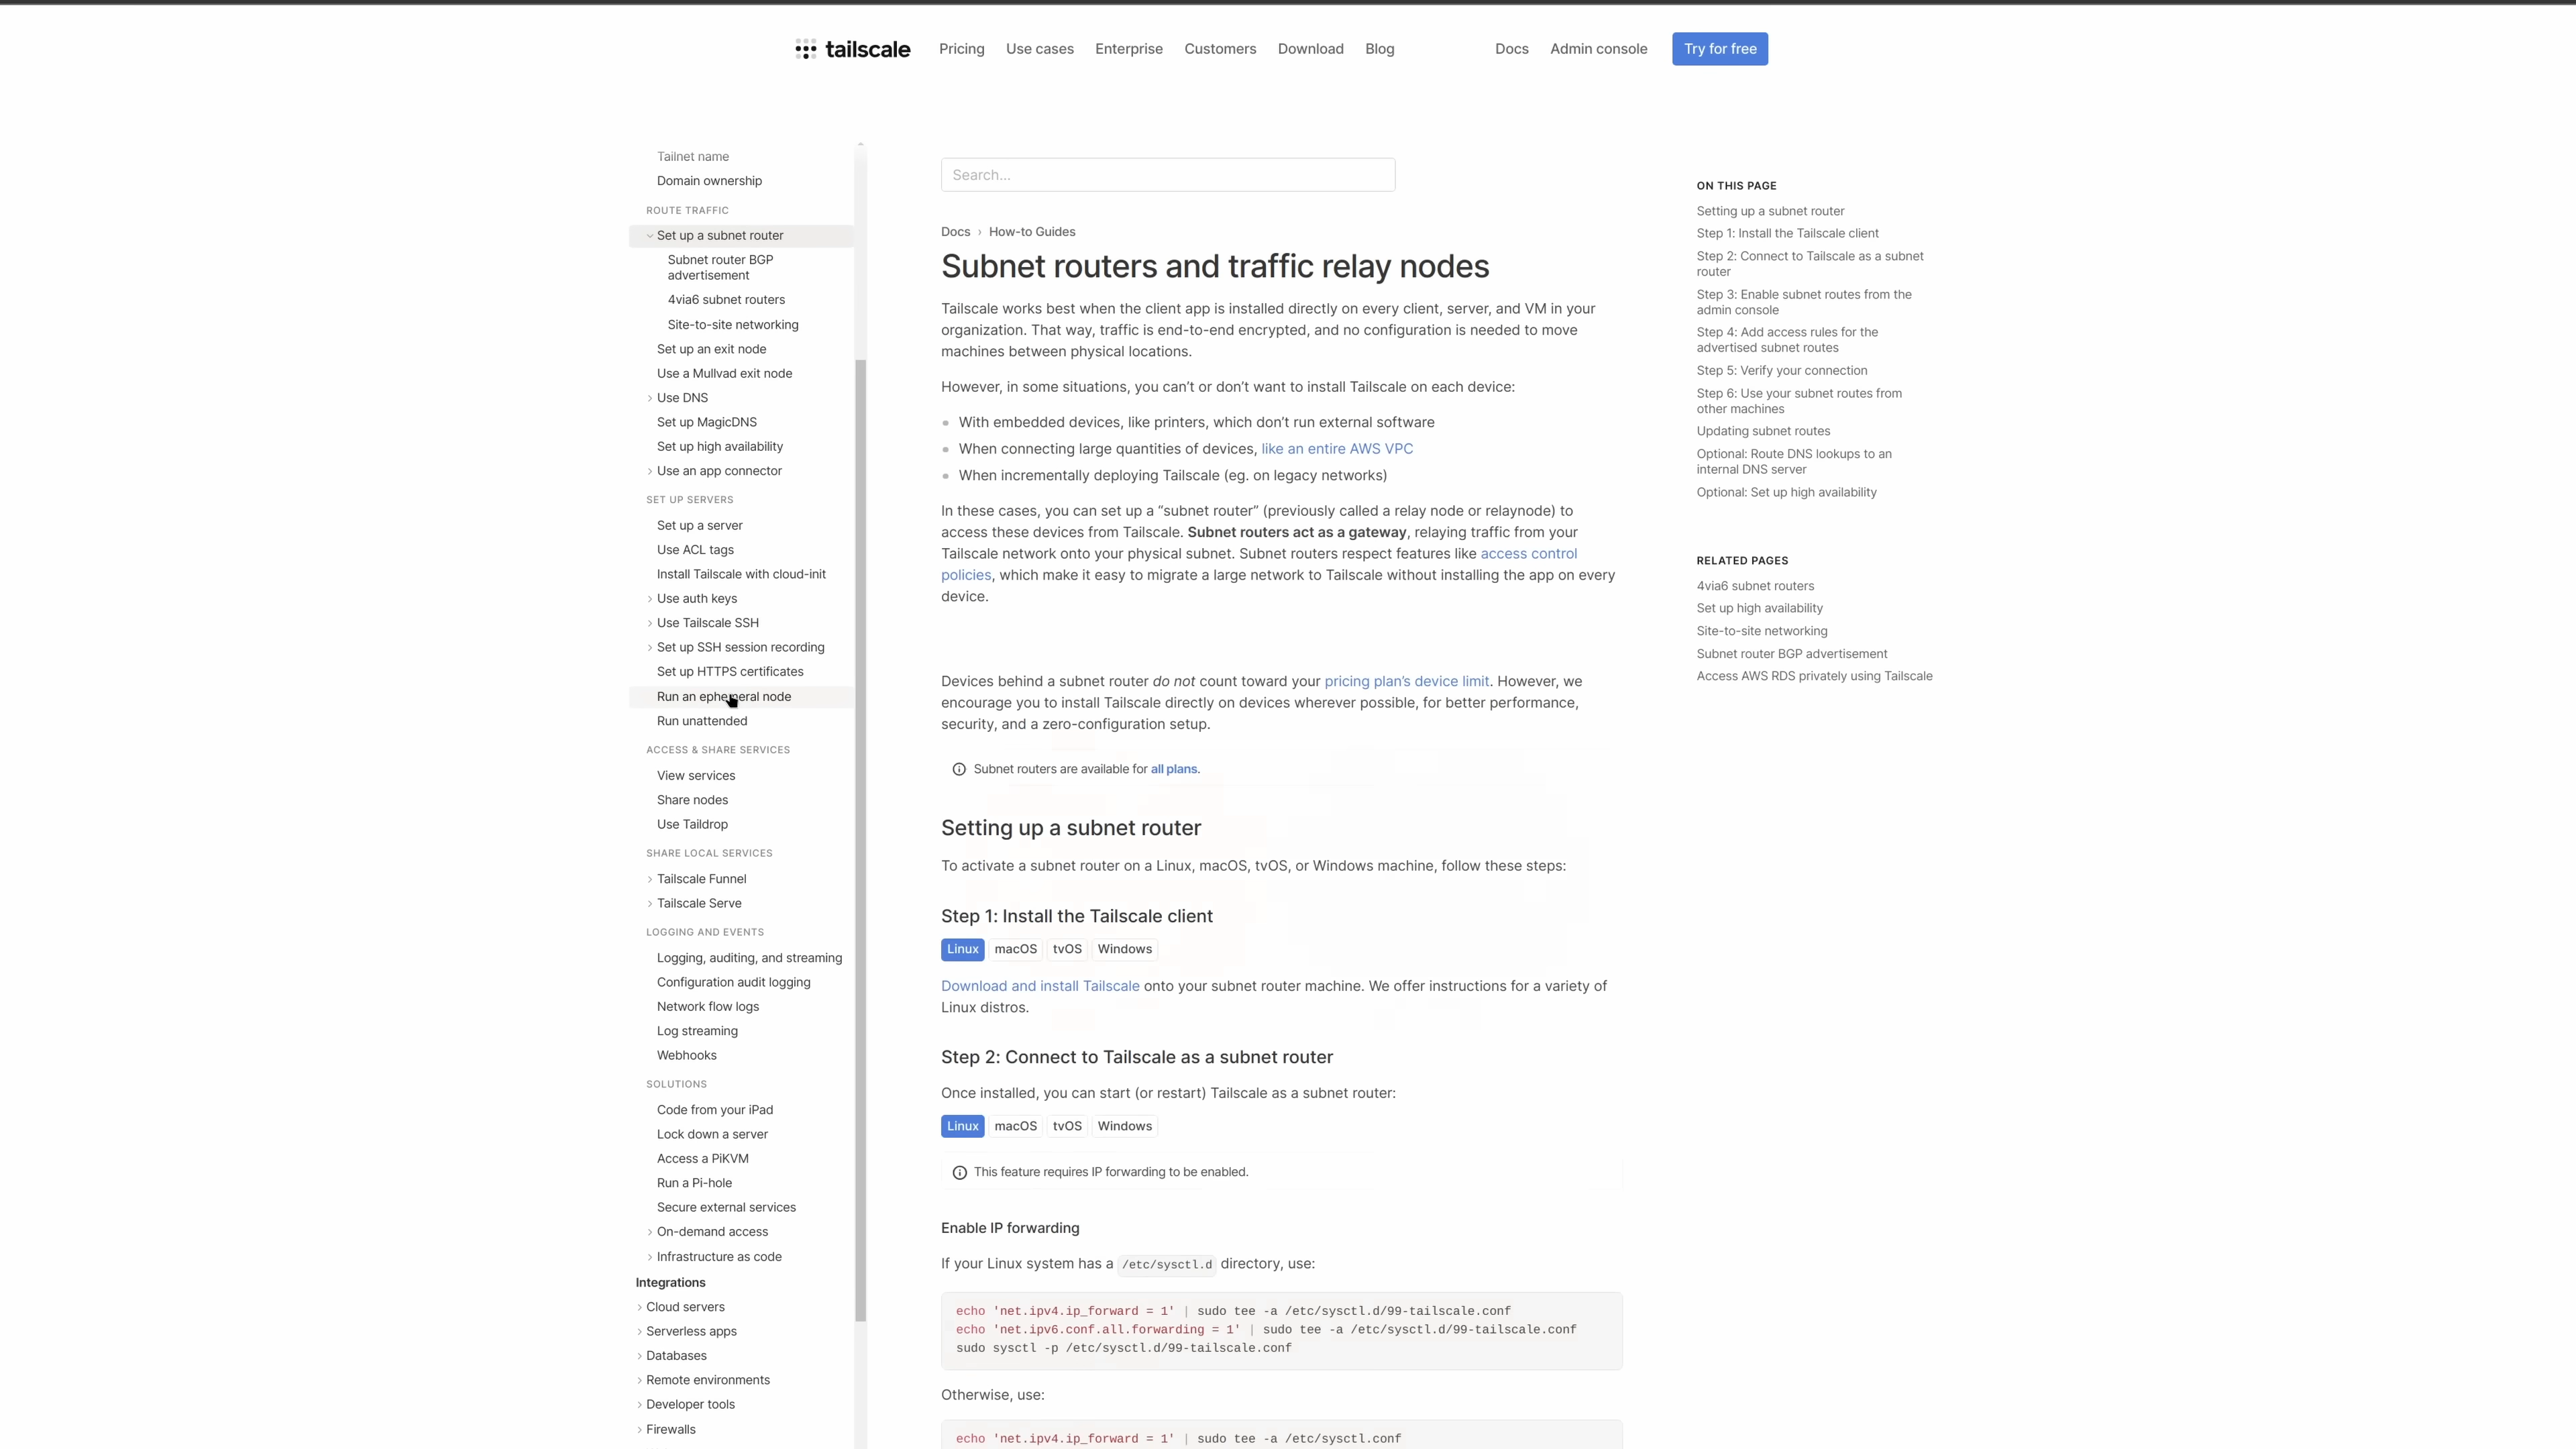 tailscale Pricing Use cases Enterprise Customers Download Blog Docs Admin console Try for free
Tailnet name
Domain ownership
ROUTE TRAFFIC
Set up a subnet router
Subnet router BGP
advertisement
4via6 subnet routers
Site-to-site networking
Set up an exit node
Use a Mullvad exit node
Use DNS
Set up MagicDNS
Set up high availability
Use an app connector
SET UP SERVERS
Set up a server
Use ACL tags
Install Tailscale with cloud-init
Use auth keys
Use Tailscale SSH
Set up SSH session recording
Set up HTTPS certificates
Run an ephemeral node
Run unattended
ACCESS & SHARE SERVICES
View services
Share nodes
Use Taildrop
SHARE LOCAL SERVICES
Tailscale Funnel
Tailscale Serve
LOGGING AND EVENTS
Logging, auditing, and streaming
Configuration audit logging
Network flow logs
Log streaming
Webhooks
SOLUTIONS
Code from your iPad
Lock down a server
Access a PiKVM
Run a Pi-hole
Secure external services
On-demand access
Infrastructure as code
Integrations
Cloud servers
Serverless apps
Databases
Remote environments
Developer tools
Firewalls
Search...
Docs › How-to Guides
Subnet routers and traffic relay nodes
Tailscale works best when the client app is installed directly on every client, server, and VM in your
organization. That way, traffic is end-to-end encrypted, and no configuration is needed to move
machines between physical locations.
However, in some situations, you can’t or don’t want to install Tailscale on each device:
With embedded devices, like printers, which don’t run external software
When connecting large quantities of devices, like an entire AWS VPC
When incrementally deploying Tailscale (eg. on legacy networks)
In these cases, you can set up a “subnet router” (previously called a relay node or relaynode) to
access these devices from Tailscale. Subnet routers act as a gateway, relaying traffic from your
Tailscale network onto your physical subnet. Subnet routers respect features like access control
policies, which make it easy to migrate a large network to Tailscale without installing the app on every
device.
Devices behind a subnet router do not count toward your pricing plan’s device limit. However, we
encourage you to install Tailscale directly on devices wherever possible, for better performance,
security, and a zero-configuration setup.
Subnet routers are available for all plans.
Setting up a subnet router
To activate a subnet router on a Linux, macOS, tvOS, or Windows machine, follow these steps:
Step 1: Install the Tailscale client
Linux macOS tvOS Windows
Download and install Tailscale onto your subnet router machine. We offer instructions for a variety of
Linux distros.
Step 2: Connect to Tailscale as a subnet router
Once installed, you can start (or restart) Tailscale as a subnet router:
Linux macOS tvOS Windows
This feature requires IP forwarding to be enabled.
Enable IP forwarding
If your Linux system has a /etc/sysctl.d directory, use:
echo 'net.ipv4.ip_forward = 1' | sudo tee -a /etc/sysctl.d/99-tailscale.conf
echo 'net.ipv6.conf.all.forwarding = 1' | sudo tee -a /etc/sysctl.d/99-tailscale.conf
sudo sysctl -p /etc/sysctl.d/99-tailscale.conf
Otherwise, use:
echo 'net.ipv4.ip_forward = 1' | sudo tee -a /etc/sysctl.conf
ON THIS PAGE
Setting up a subnet router
Step 1: Install the Tailscale client
Step 2: Connect to Tailscale as a subnet
router
Step 3: Enable subnet routes from the
admin console
Step 4: Add access rules for the
advertised subnet routes
Step 5: Verify your connection
Step 6: Use your subnet routes from
other machines
Updating subnet routes
Optional: Route DNS lookups to an
internal DNS server
Optional: Set up high availability
RELATED PAGES
4via6 subnet routers
Set up high availability
Site-to-site networking
Subnet router BGP advertisement
Access AWS RDS privately using Tailscale